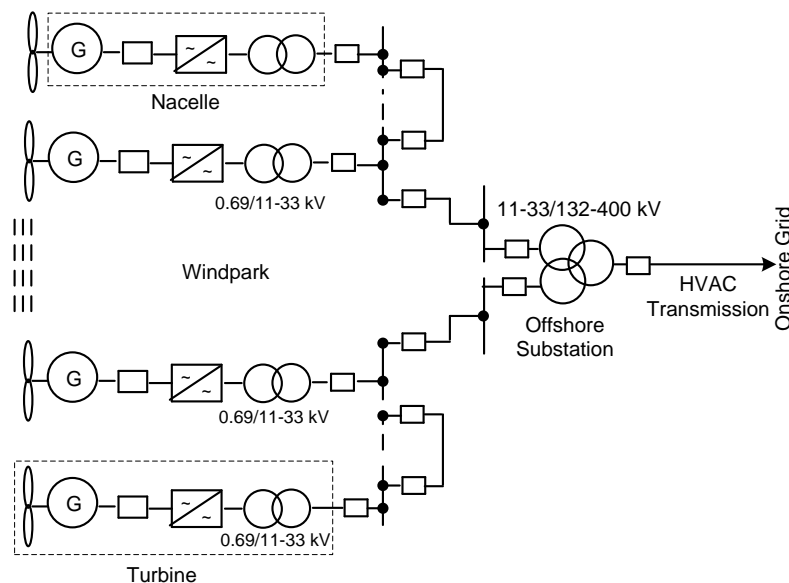 G
~
~
Nacelle
G
~
~
0.69/11-33 kV
11-33/132-400 kV
Windpark
HVAC
Transmission
Onshore Grid
Offshore
Substation
G
~
~
0.69/11-33 kV
G
~
~
0.69/11-33 kV
Turbine